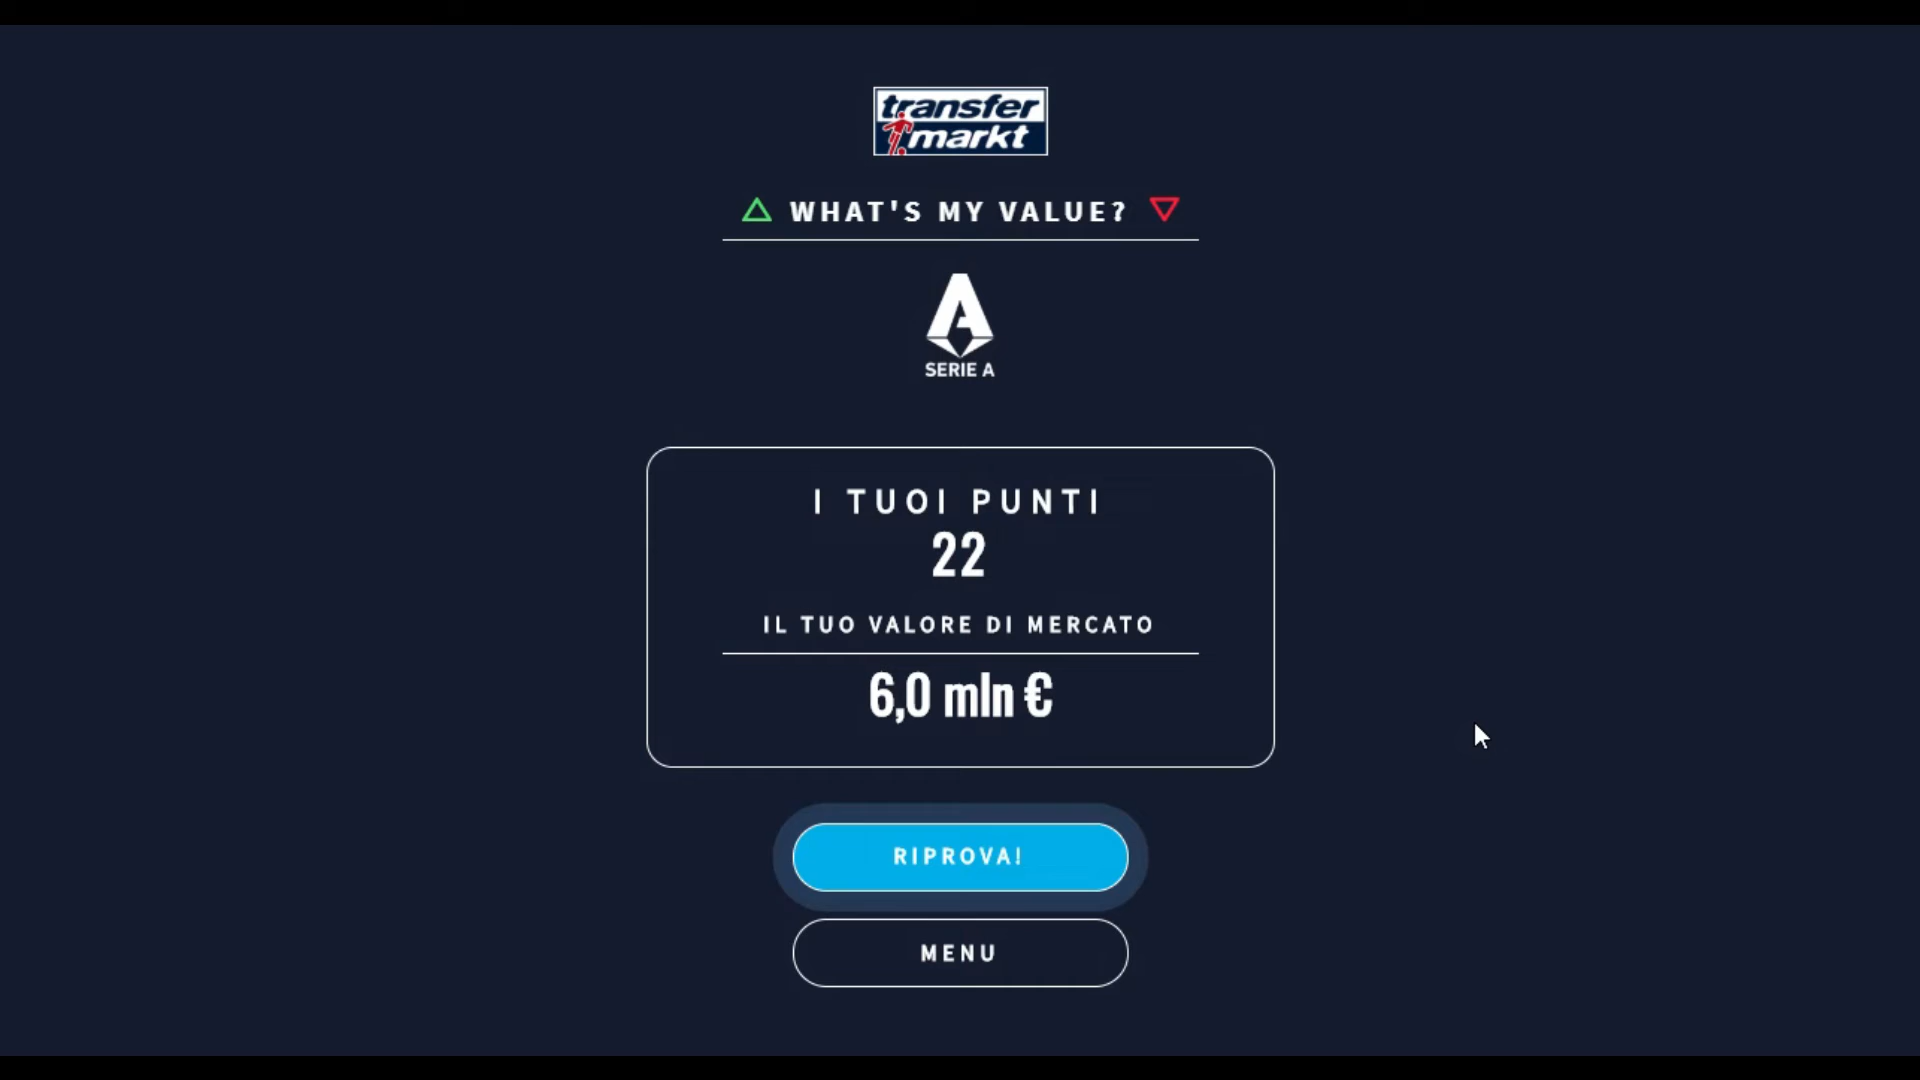 transfer
markt
WHAT'S MY VALUE?
SERIE A
I TUOI PUNTI
22
IL TUO VALORE DI MERCATO
6,0 mln €
RIPROVA!
MENU